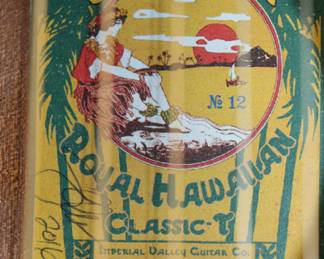 № 12
ROYAL HAWAIIAN
CLASSIC-T
IMPERIAL VALLEY GUITAR CO.